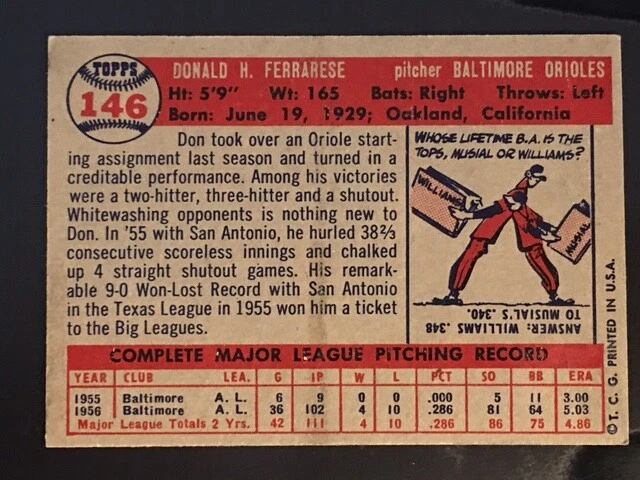 TOPPS
146
DONALD H. FERRARESE pitcher BALTIMORE ORIOLES
Ht: 5'9" Wt: 165 Bats: Right Throws: Left
Born: June 19, 1929; Oakland, California
Don took over an Oriole start-
ing assignment last season and turned in a
creditable performance. Among his victories
were a two-hitter, three-hitter and a shutout.
Whitewashing opponents is nothing new to
Don. In '55 with San Antonio, he hurled 38⅔
consecutive scoreless innings and chalked
up 4 straight shutout games. His remark-
able 9-0 Won-Lost Record with San Antonio
in the Texas League in 1955 won him a ticket
to the Big Leagues.
WHOSE LIFETIME B.A. IS THE
TOPS, MUSIAL OR WILLIAMS?
WILLIAMS
MUSIAL
ANSWER: WILLIAMS .348
TO MUSIAL'S .340.
COMPLETE MAJOR LEAGUE PITCHING RECORD
YEAR CLUB LEA. G IP W L PCT SO BB ERA
1955 Baltimore A. L. 6 9 0 0 .000 5 11 3.00
1956 Baltimore A. L. 36 102 4 10 .286 81 64 5.03
Major League Totals 2 Yrs. 42 111 4 10 .286 86 75 4.86
© T. C. G. PRINTED IN U.S.A.